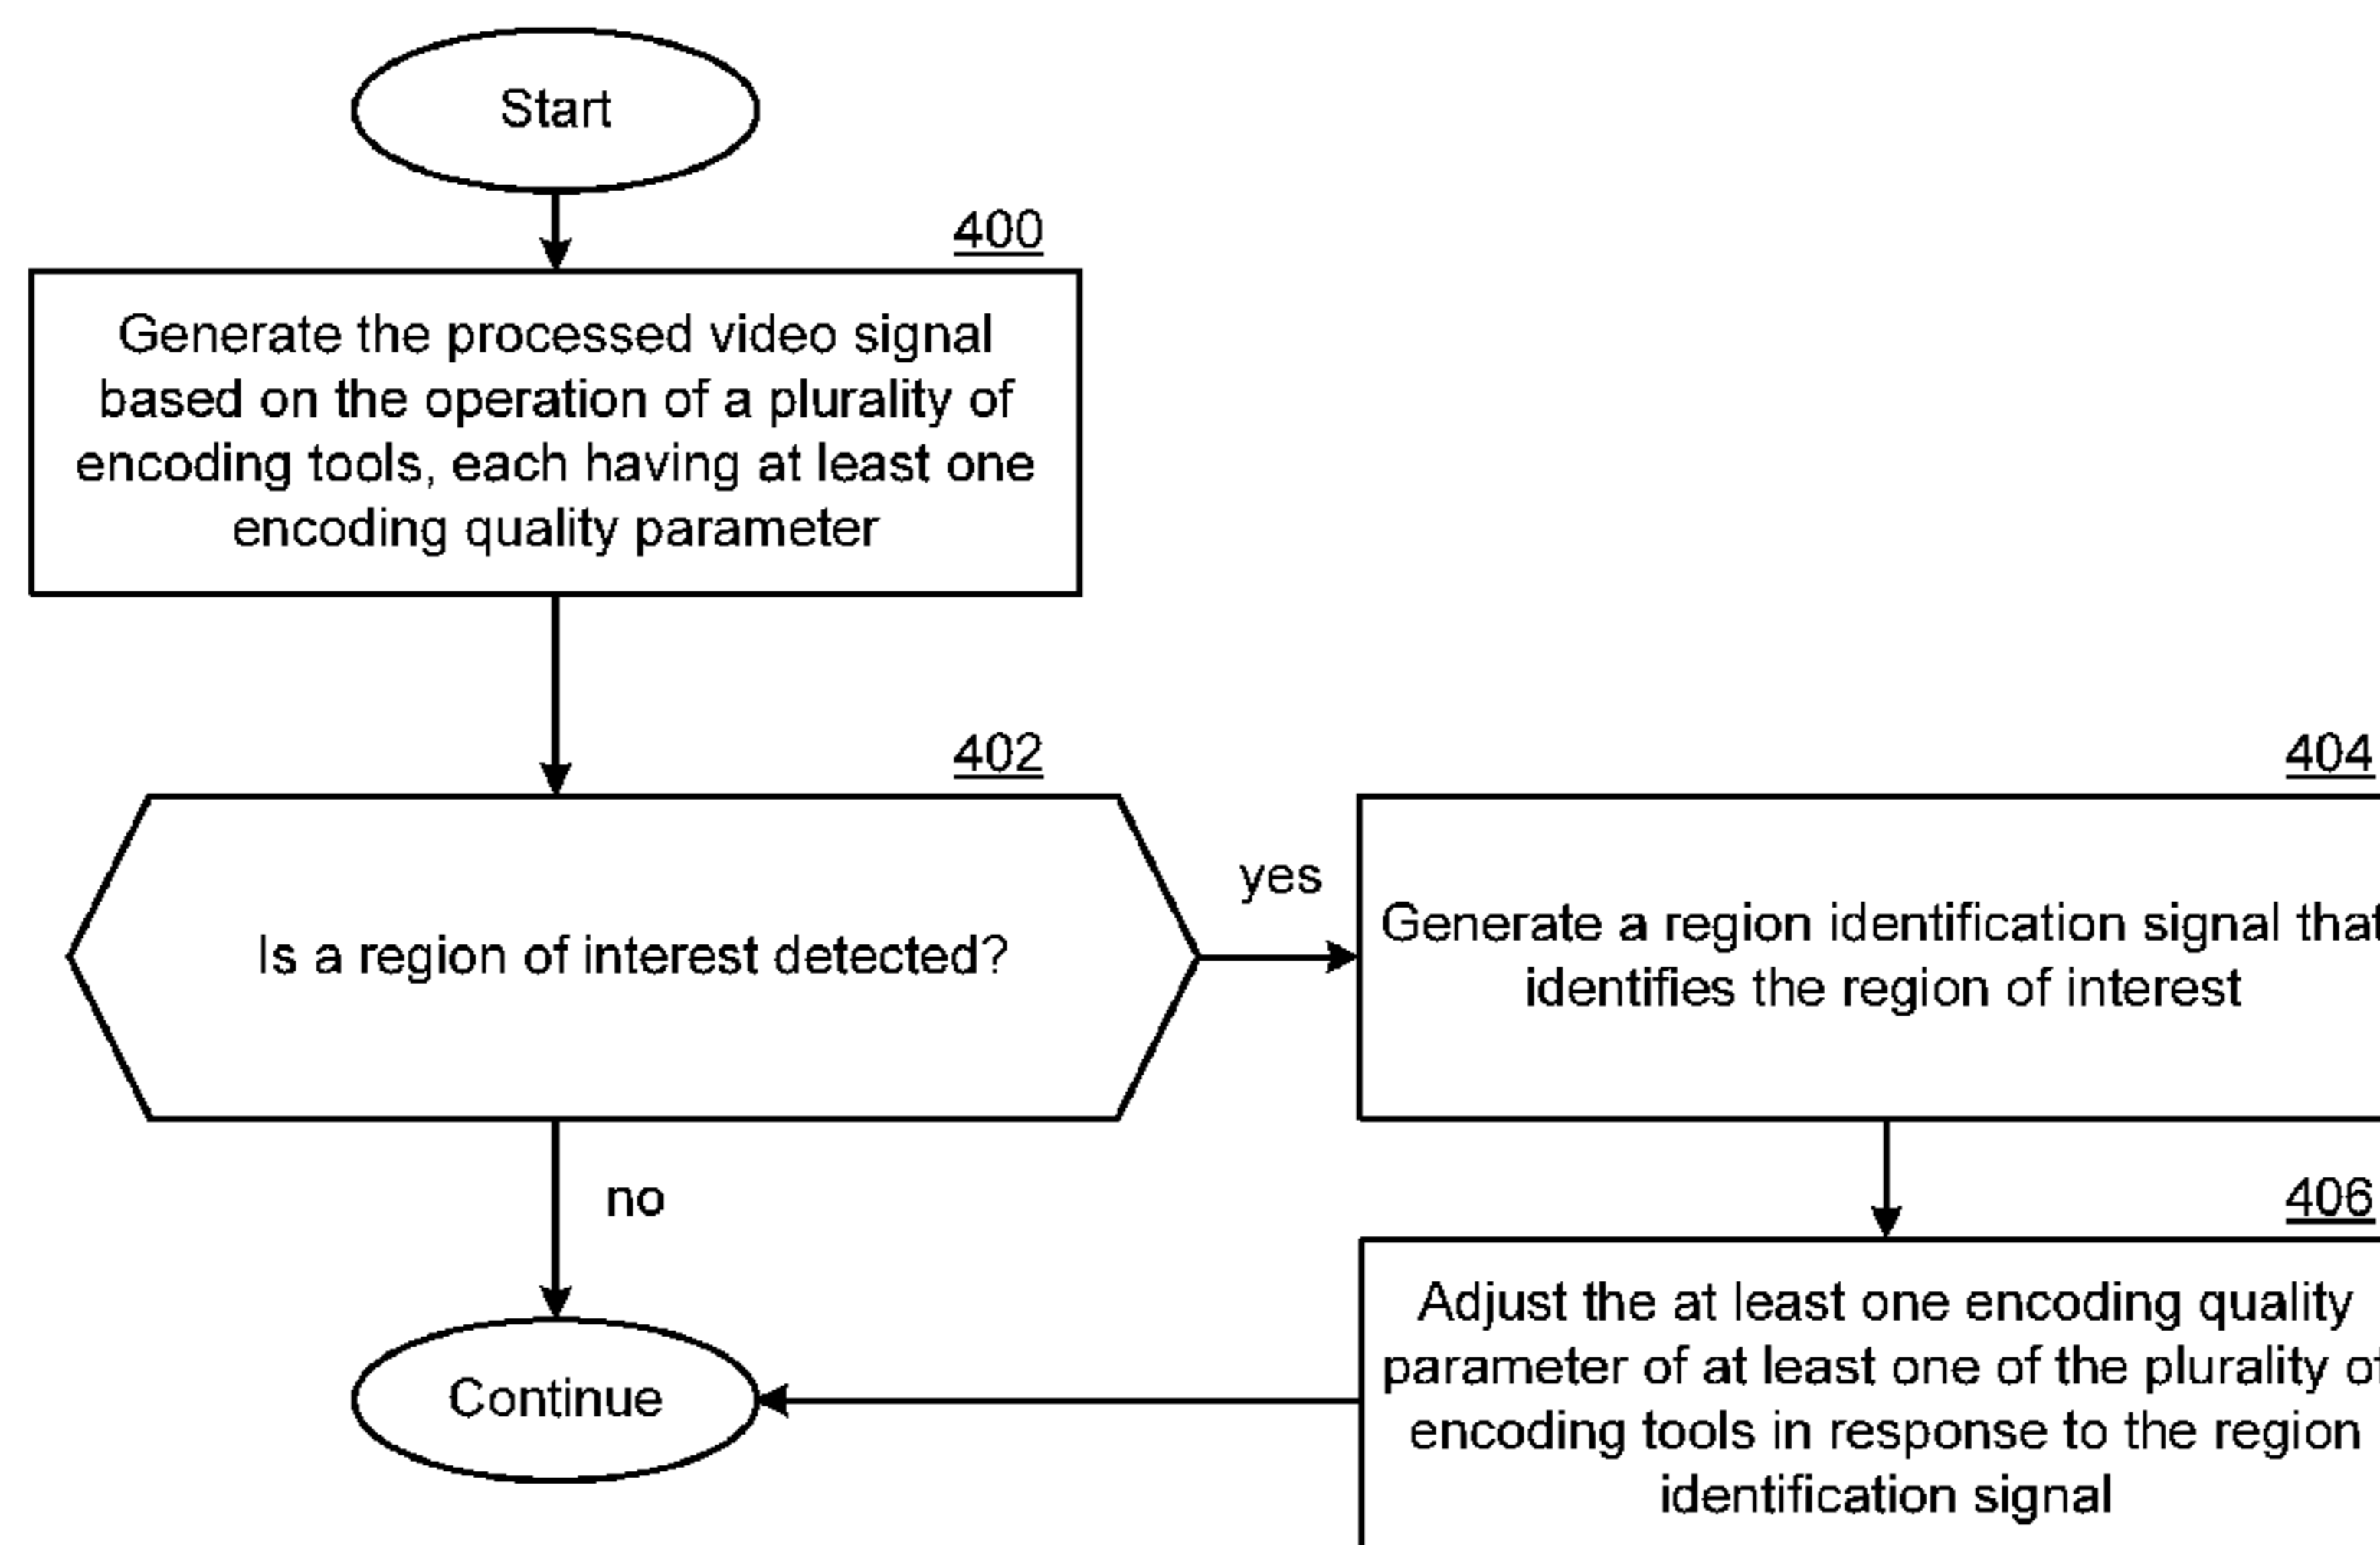 Start
400
Generate the processed video signal
based on the operation of a plurality of
encoding tools, each having at least one
encoding quality parameter
402
Is a region of interest detected?
yes
404
Generate a region identification signal that
identifies the region of interest
no
406
Adjust the at least one encoding quality
parameter of at least one of the plurality of
encoding tools in response to the region
identification signal
Continue